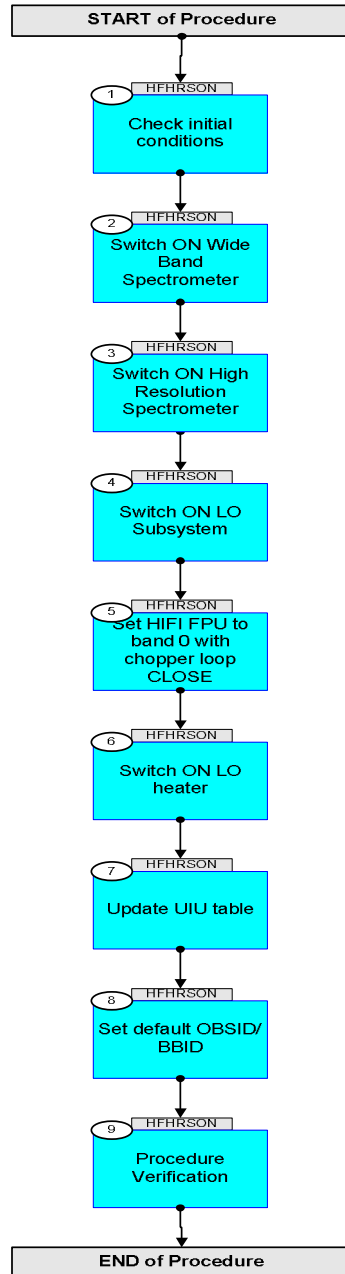 START of Procedure
HFHRSON
1
Check initial
conditions
HFHRSON
2
Switch ON Wide
Band
Spectrometer
HFHRSON
3
Switch ON High
Resolution
Spectrometer
HFHRSON
4
Switch ON LO
Subsystem
HFHRSON
5
Set HIFI FPU to
band 0 with
chopper loop
CLOSE
HFHRSON
6
Switch ON LO
heater
HFHRSON
7
Update UIU table
HFHRSON
8
Set default OBSID/
BBID
HFHRSON
9
Procedure
Verification
END of Procedure